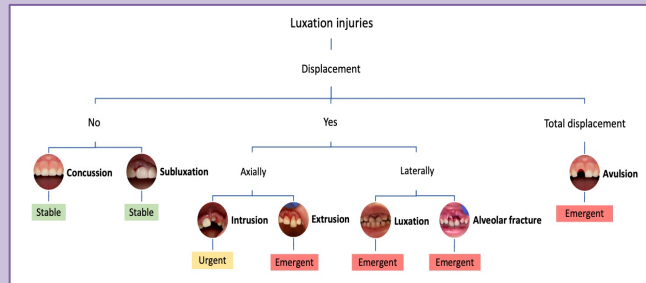 Luxation injuries
Displacement
No
Yes
Total displacement
Concussion
Subluxation
Axially
Laterally
Avulsion
Stable
Stable
Intrusion
Extrusion
Luxation
Alveolar fracture
Emergent
Urgent
Emergent
Emergent
Emergent